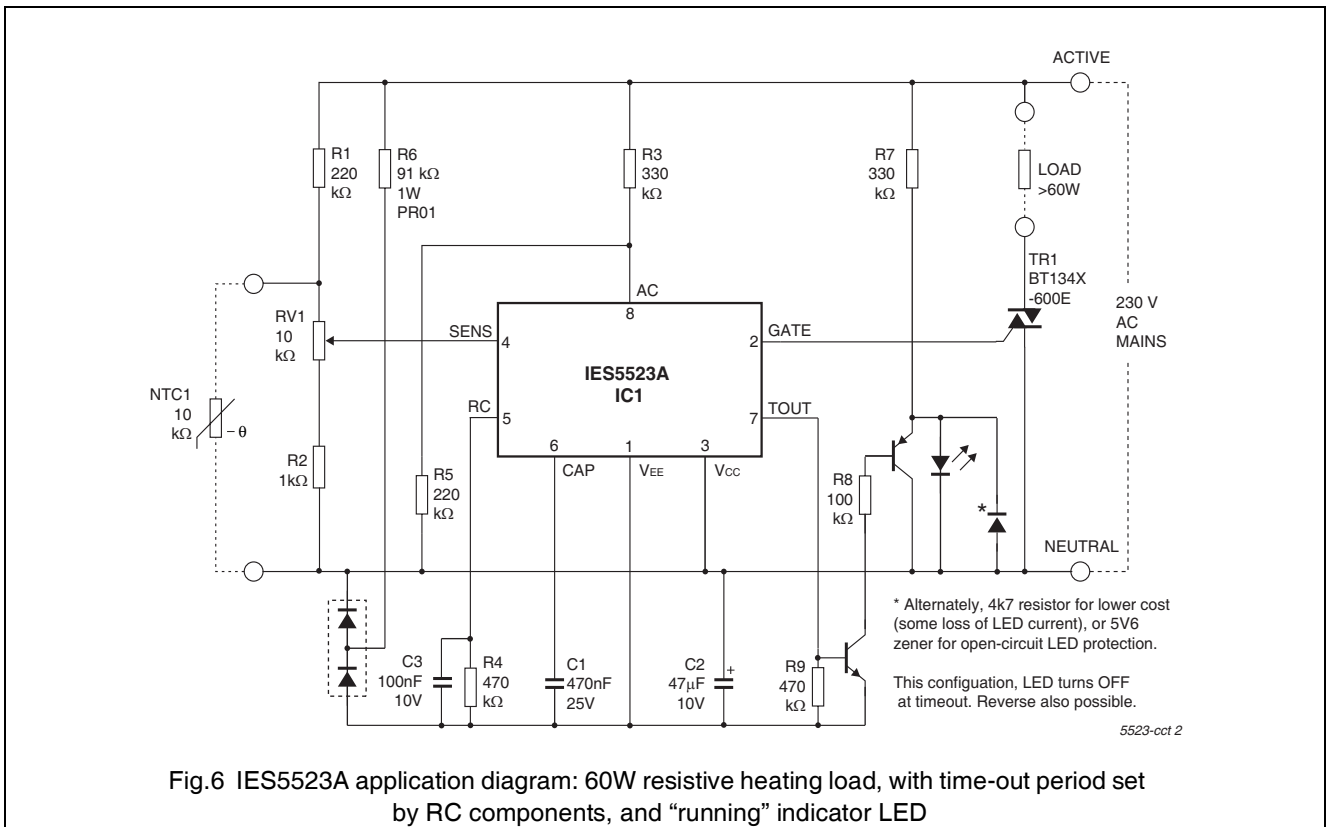 ACTIVE
R1
220
kΩ
R6
91 kΩ
1W
PR01
R3
330
kΩ
R7
330
kΩ
LOAD
>60W
TR1
BT134X
-600E
230 V
AC
MAINS
AC
8
RV1
10
kΩ
SENS
4
GATE
2
IES5523A
IC1
NTC1
10
kΩ
– θ
RC
5
TOUT
7
6
1
3
CAP
VEE
VCC
R2
1kΩ
R5
220
kΩ
R8
100
kΩ
*
NEUTRAL
* Alternately, 4k7 resistor for lower cost
(some loss of LED current), or 5V6
zener for open-circuit LED protection.
C3
100nF
10V
R4
470
kΩ
C1
470nF
25V
C2
47µF
10V
+
R9
470
kΩ
This configuation, LED turns OFF
at timeout. Reverse also possible.
5523-cct 2
Fig.6 IES5523A application diagram: 60W resistive heating load, with time-out period set
by RC components, and “running” indicator LED